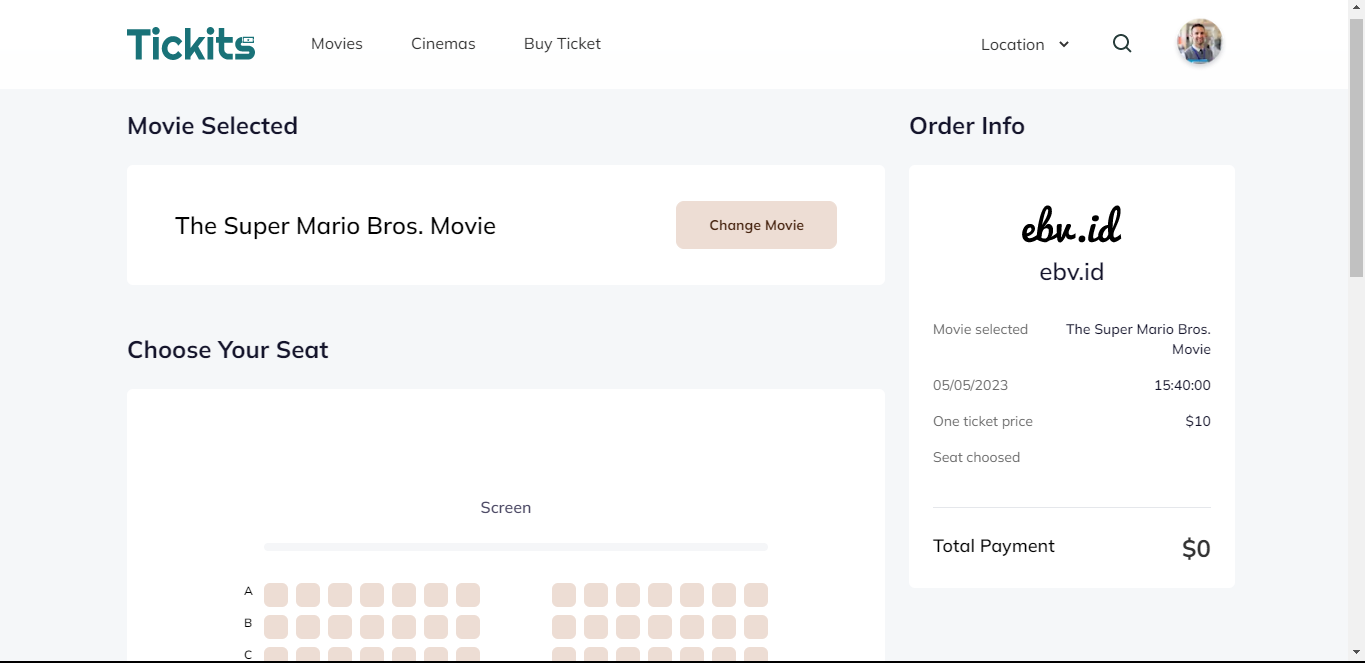 Tickits
Movies
Cinemas
Buy Ticket
Location
Movie Selected
The Super Mario Bros. Movie
Change Movie
Choose Your Seat
Screen
A
B
C
Order Info
ebv.id
ebv.id
Movie selected
The Super Mario Bros.
Movie
05/05/2023
15:40:00
One ticket price
$10
Seat choosed
Total Payment
$0